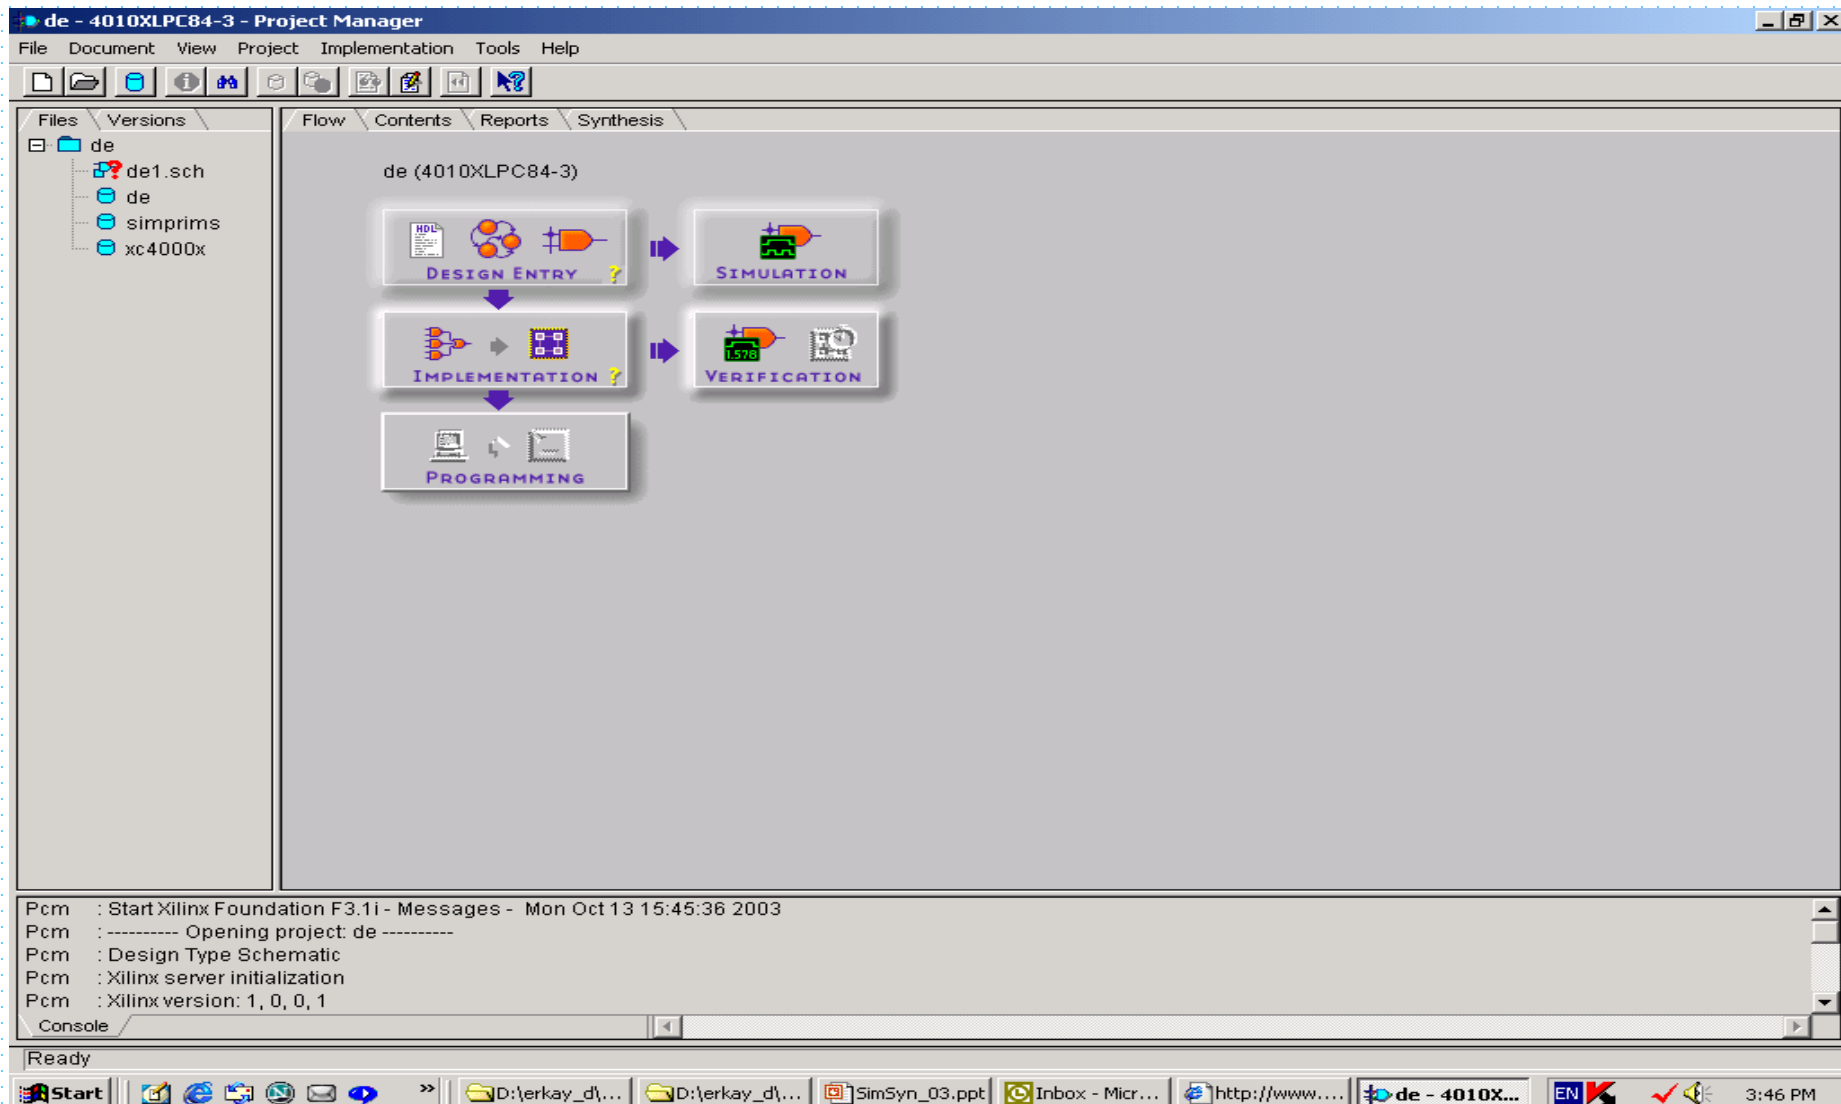 de - 4010XLPC84-3 - Project Manager
File Document View Project Implementation Tools Help
Files Versions
Flow Contents Reports Synthesis
de
de1.sch
de
simprims
xc4000x
de (4010XLPC84-3)
HDL
DESIGN ENTRY ?
SIMULATION
1.578
IMPLEMENTATION ?
VERIFICATION
PROGRAMMING
Pcm : Start Xilinx Foundation F3.1i - Messages - Mon Oct 13 15:45:36 2003
Pcm : ---------- Opening project: de ----------
Pcm : Design Type Schematic
Pcm : Xilinx server initialization
Pcm : Xilinx version: 1, 0, 0, 1
Console
Ready
Start » D:\erkay_d\... D:\erkay_d\... SimSyn_03.ppt Inbox - Micr... http://www.... de - 4010X... EN 3:46 PM